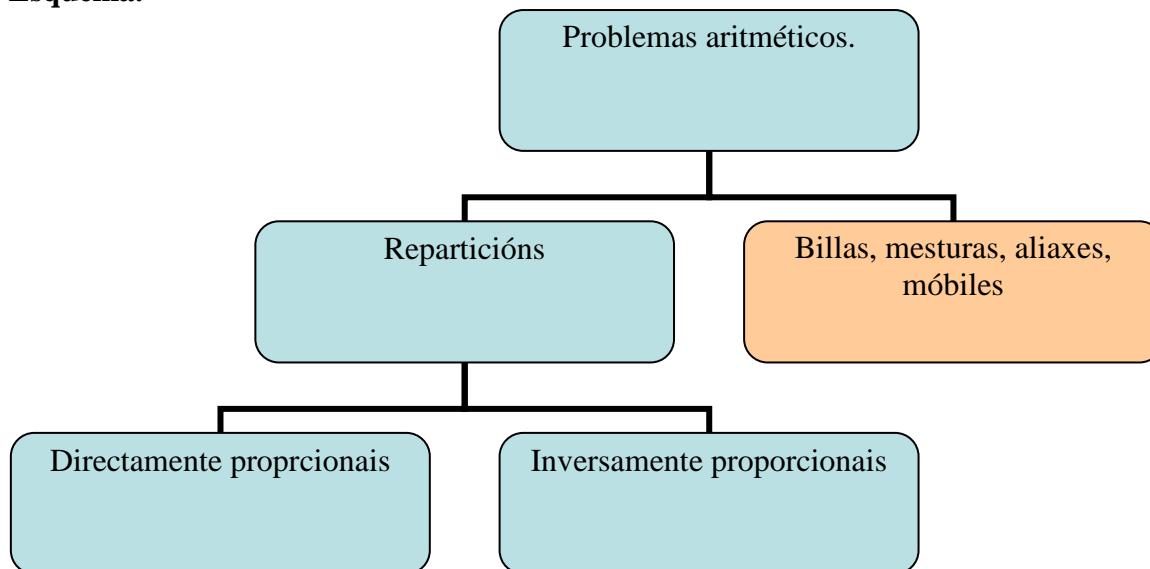 Esquema.
Problemas aritméticos.
Reparticións
Billas, mesturas, aliaxes,
móbiles
Directamente proprcionais
Inversamente proporcionais